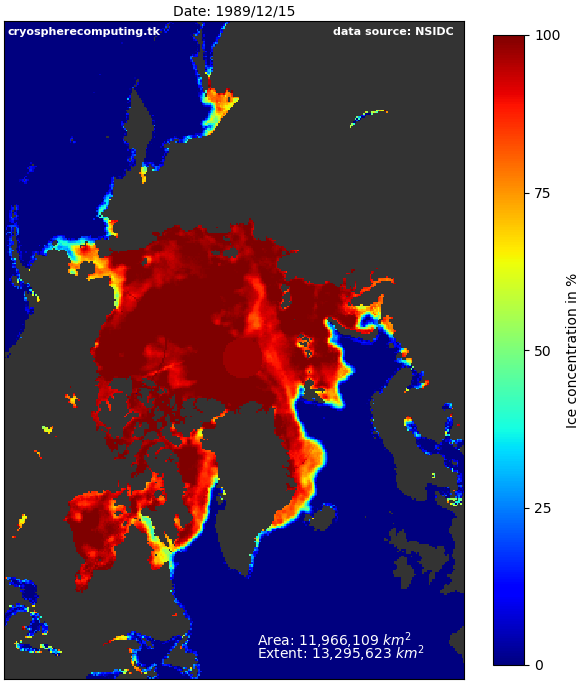 Date: 1989/12/15
cryospherecomputing.tk
data source: NSIDC
100
75
50
25
0
Ice concentration in %
Area: 11,966,109 km²
Extent: 13,295,623 km²